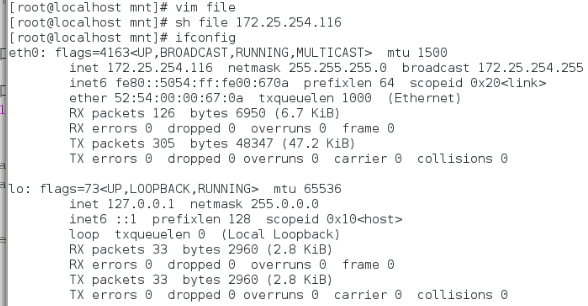 [root@localhost mnt]# vim file
[root@localhost mnt]# sh file 172.25.254.116
[root@localhost mnt]# ifconfig
eth0: flags=4163<UP,BROADCAST,RUNNING,MULTICAST>  mtu 1500
        inet 172.25.254.116  netmask 255.255.255.0  broadcast 172.25.254.255
        inet6 fe80::5054:ff:fe00:670a  prefixlen 64  scopeid 0x20<link>
        ether 52:54:00:00:67:0a  txqueuelen 1000  (Ethernet)
        RX packets 126  bytes 6950 (6.7 KiB)
        RX errors 0  dropped 0  overruns 0  frame 0
        TX packets 305  bytes 48347 (47.2 KiB)
        TX errors 0  dropped 0 overruns 0  carrier 0  collisions 0

lo: flags=73<UP,LOOPBACK,RUNNING>  mtu 65536
        inet 127.0.0.1  netmask 255.0.0.0
        inet6 ::1  prefixlen 128  scopeid 0x10<host>
        loop  txqueuelen 0  (Local Loopback)
        RX packets 33  bytes 2960 (2.8 KiB)
        RX errors 0  dropped 0  overruns 0  frame 0
        TX packets 33  bytes 2960 (2.8 KiB)
        TX errors 0  dropped 0 overruns 0  carrier 0  collisions 0